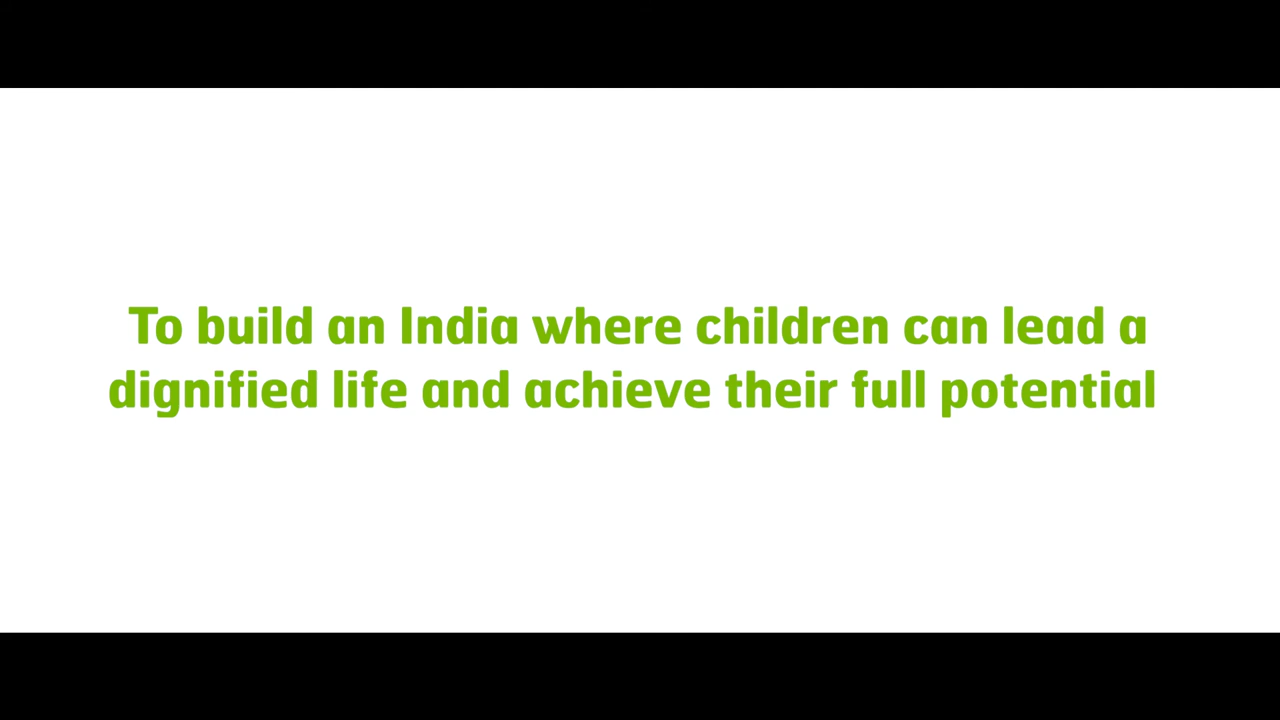 To build an India where children can lead a
dignified life and achieve their full potential